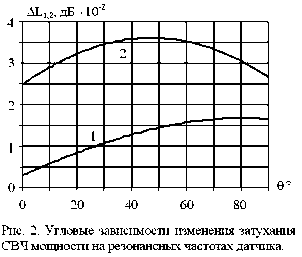 ΔL₁,₂, дБ · 10⁻²
4
3
2
2
1
1
0
θ°
0 20 40 60 80
Рис. 2. Угловые зависимости изменения затухания
СВЧ мощности на резонансных частотах датчика.